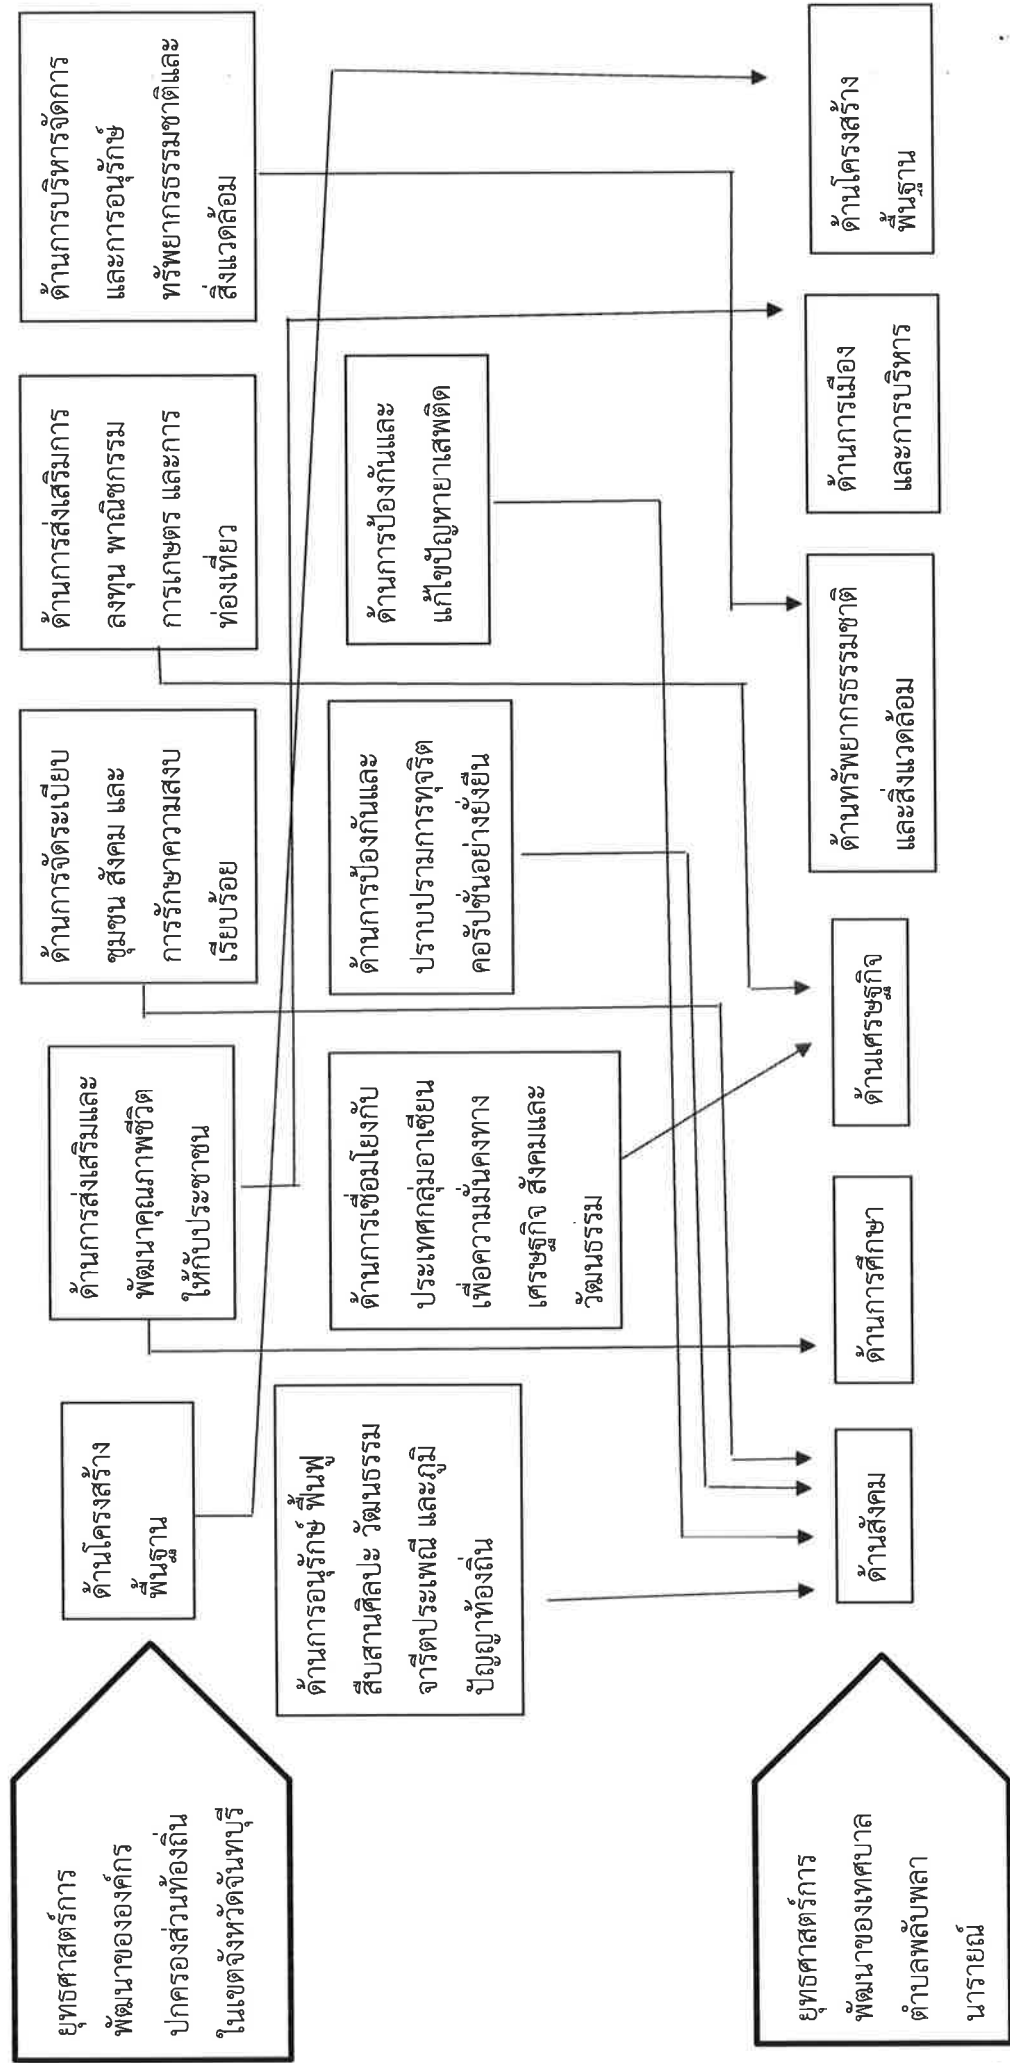 ยุทธศาสตร์การ
พัฒนาขององค์กร
ปกครองส่วนท้องถิ่น
ในเขตจังหวัดจันทบุรี
ด้านโครงสร้าง
พื้นฐาน
ด้านการส่งเสริมและ
พัฒนาคุณภาพชีวิต
ให้กับประชาชน
ด้านการจัดระเบียบ
ชุมชน สังคม และ
การรักษาความสงบ
เรียบร้อย
ด้านการส่งเสริมการ
ลงทุน พาณิชกรรม
การเกษตร และการ
ท่องเที่ยว
ด้านการบริหารจัดการ
และการอนุรักษ์
ทรัพยากรธรรมชาติและ
สิ่งแวดล้อม
ด้านการอนุรักษ์ ฟื้นฟู
สืบสานศิลปะ วัฒนธรรม
จารีตประเพณี และภูมิ
ปัญญาท้องถิ่น
ด้านการเชื่อมโยงกับ
ประเทศกลุ่มอาเซียน
เพื่อความมั่นคงทาง
เศรษฐกิจ สังคมและ
วัฒนธรรม
ด้านการป้องกันและ
ปราบปรามการทุจริต
คอรัปชั่นอย่างยั่งยืน
ด้านการป้องกันและ
แก้ไขปัญหายาเสพติด
ยุทธศาสตร์การ
พัฒนาของเทศบาล
ตำบลพลับพลา
นารายณ์
ด้านสังคม
ด้านการศึกษา
ด้านเศรษฐกิจ
ด้านทรัพยากรธรรมชาติ
และสิ่งแวดล้อม
ด้านการเมือง
และการบริหาร
ด้านโครงสร้าง
พื้นฐาน